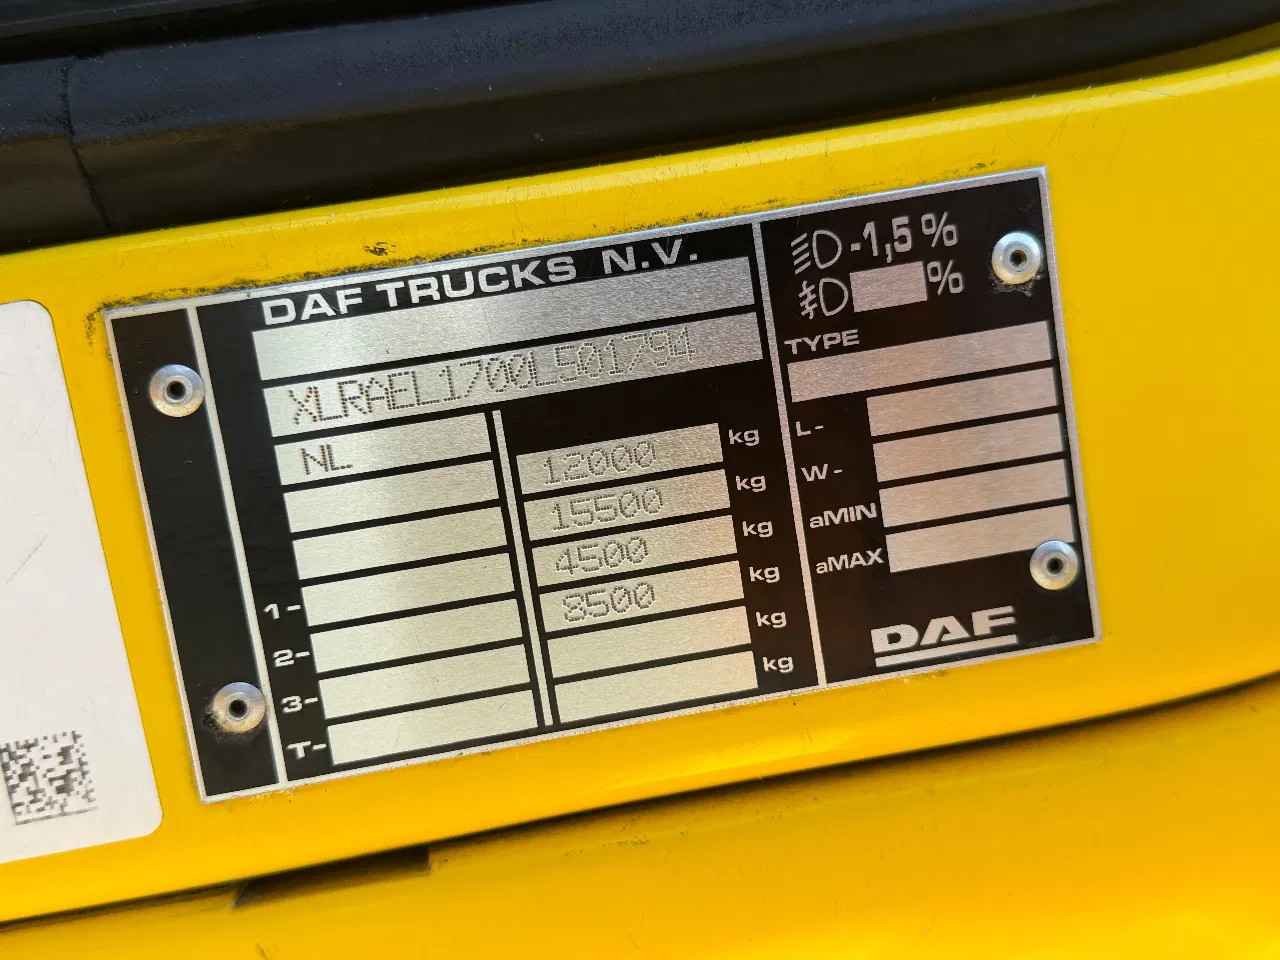 DAF TRUCKS N.V.
XLRAEL1700L501794
NL
12000 kg
15500 kg
4500 kg
1- 8500 kg
2- kg
3- kg
T-
-1,5 %
%
TYPE
L-
W-
aMIN
aMAX
DAF